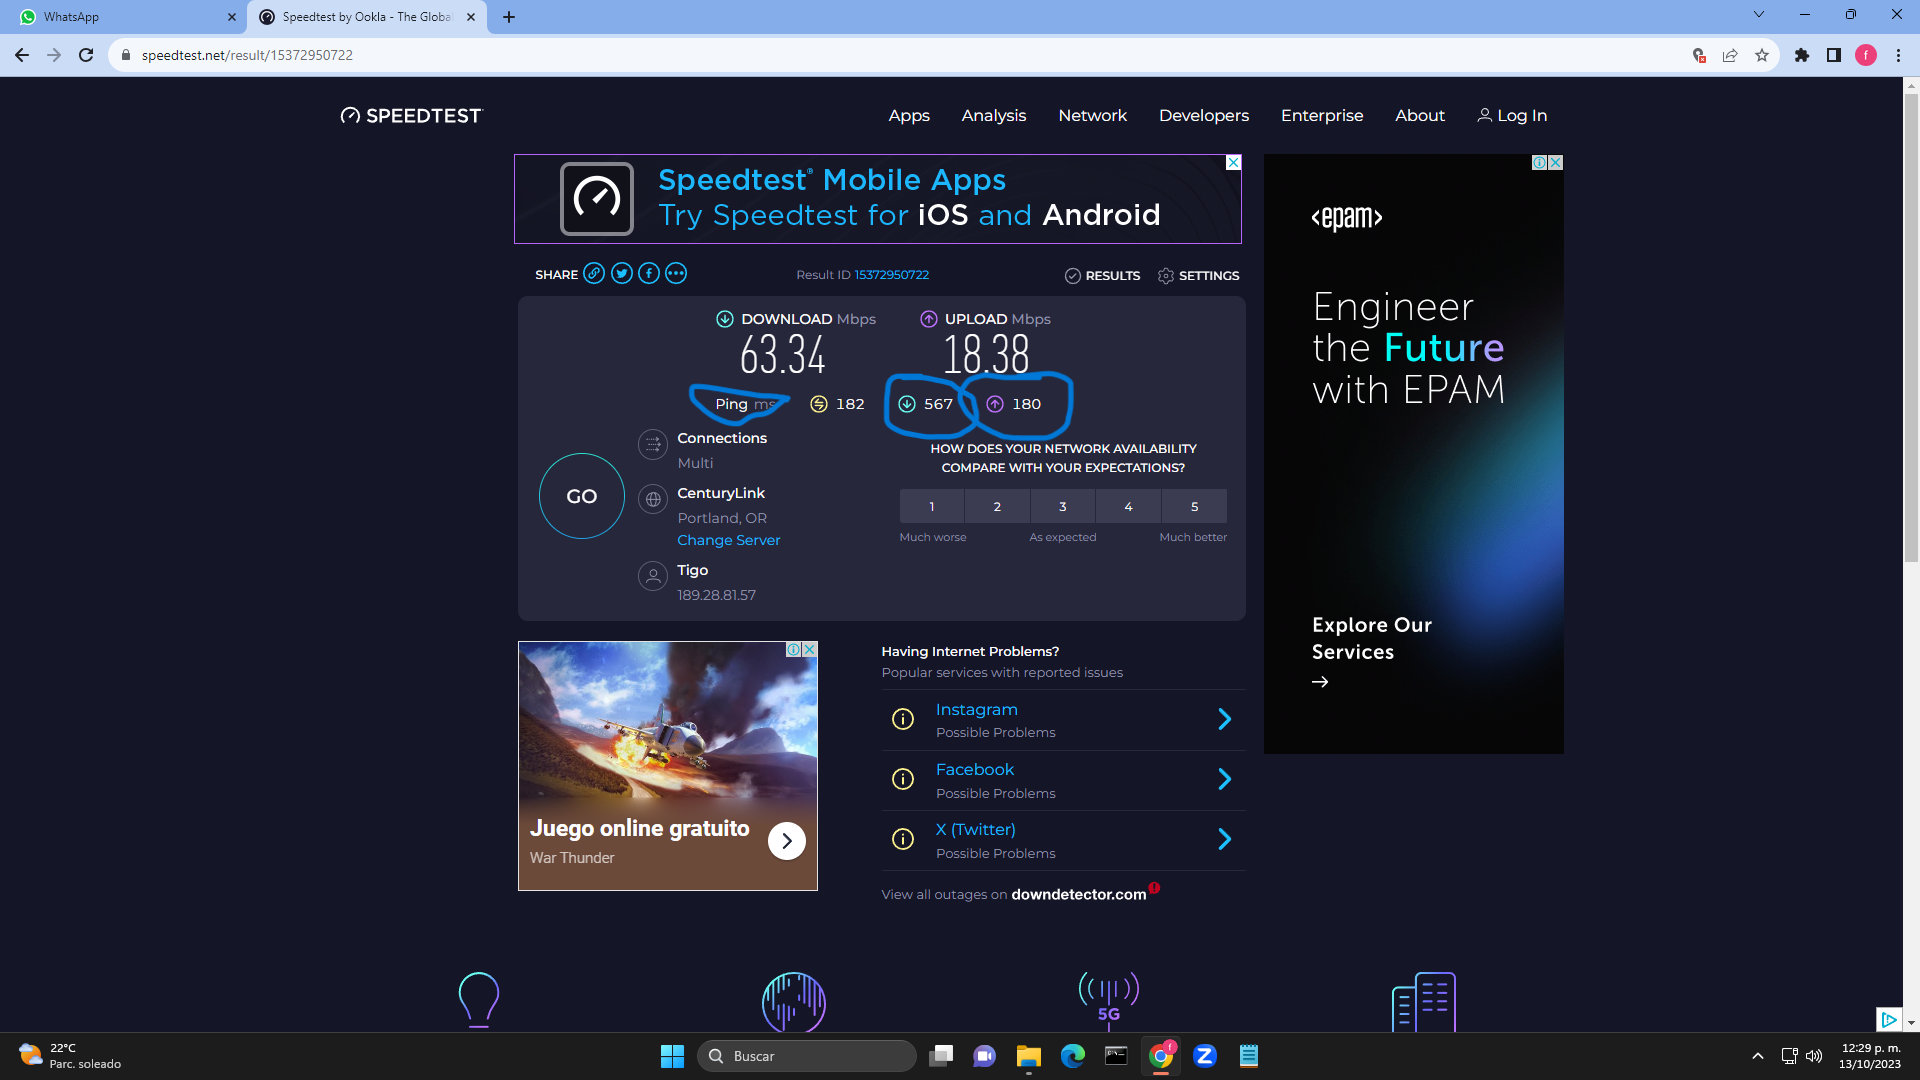 WhatsApp
Speedtest by Ookla - The Global
speedtest.net/result/15372950722
f
SPEEDTEST
Apps Analysis Network Developers Enterprise About Log In
Speedtest® Mobile Apps
Try Speedtest for iOS and Android
SHARE Result ID 15372950722 RESULTS SETTINGS
DOWNLOAD Mbps UPLOAD Mbps
63.34 18.38
Ping ms 182 567 180
GO
Connections
Multi
CenturyLink
Portland, OR
Change Server
Tigo
189.28.81.57
HOW DOES YOUR NETWORK AVAILABILITY
COMPARE WITH YOUR EXPECTATIONS?
1 2 3 4 5
Much worse As expected Much better
<epam>
Engineer
the Future
with EPAM
Explore Our
Services
Juego online gratuito
War Thunder
Having Internet Problems?
Popular services with reported issues
Instagram
Possible Problems
Facebook
Possible Problems
X (Twitter)
Possible Problems
View all outages on downdetector.com
5G
22°C
Parc. soleado
Buscar
f
Z
12:29 p. m.
13/10/2023